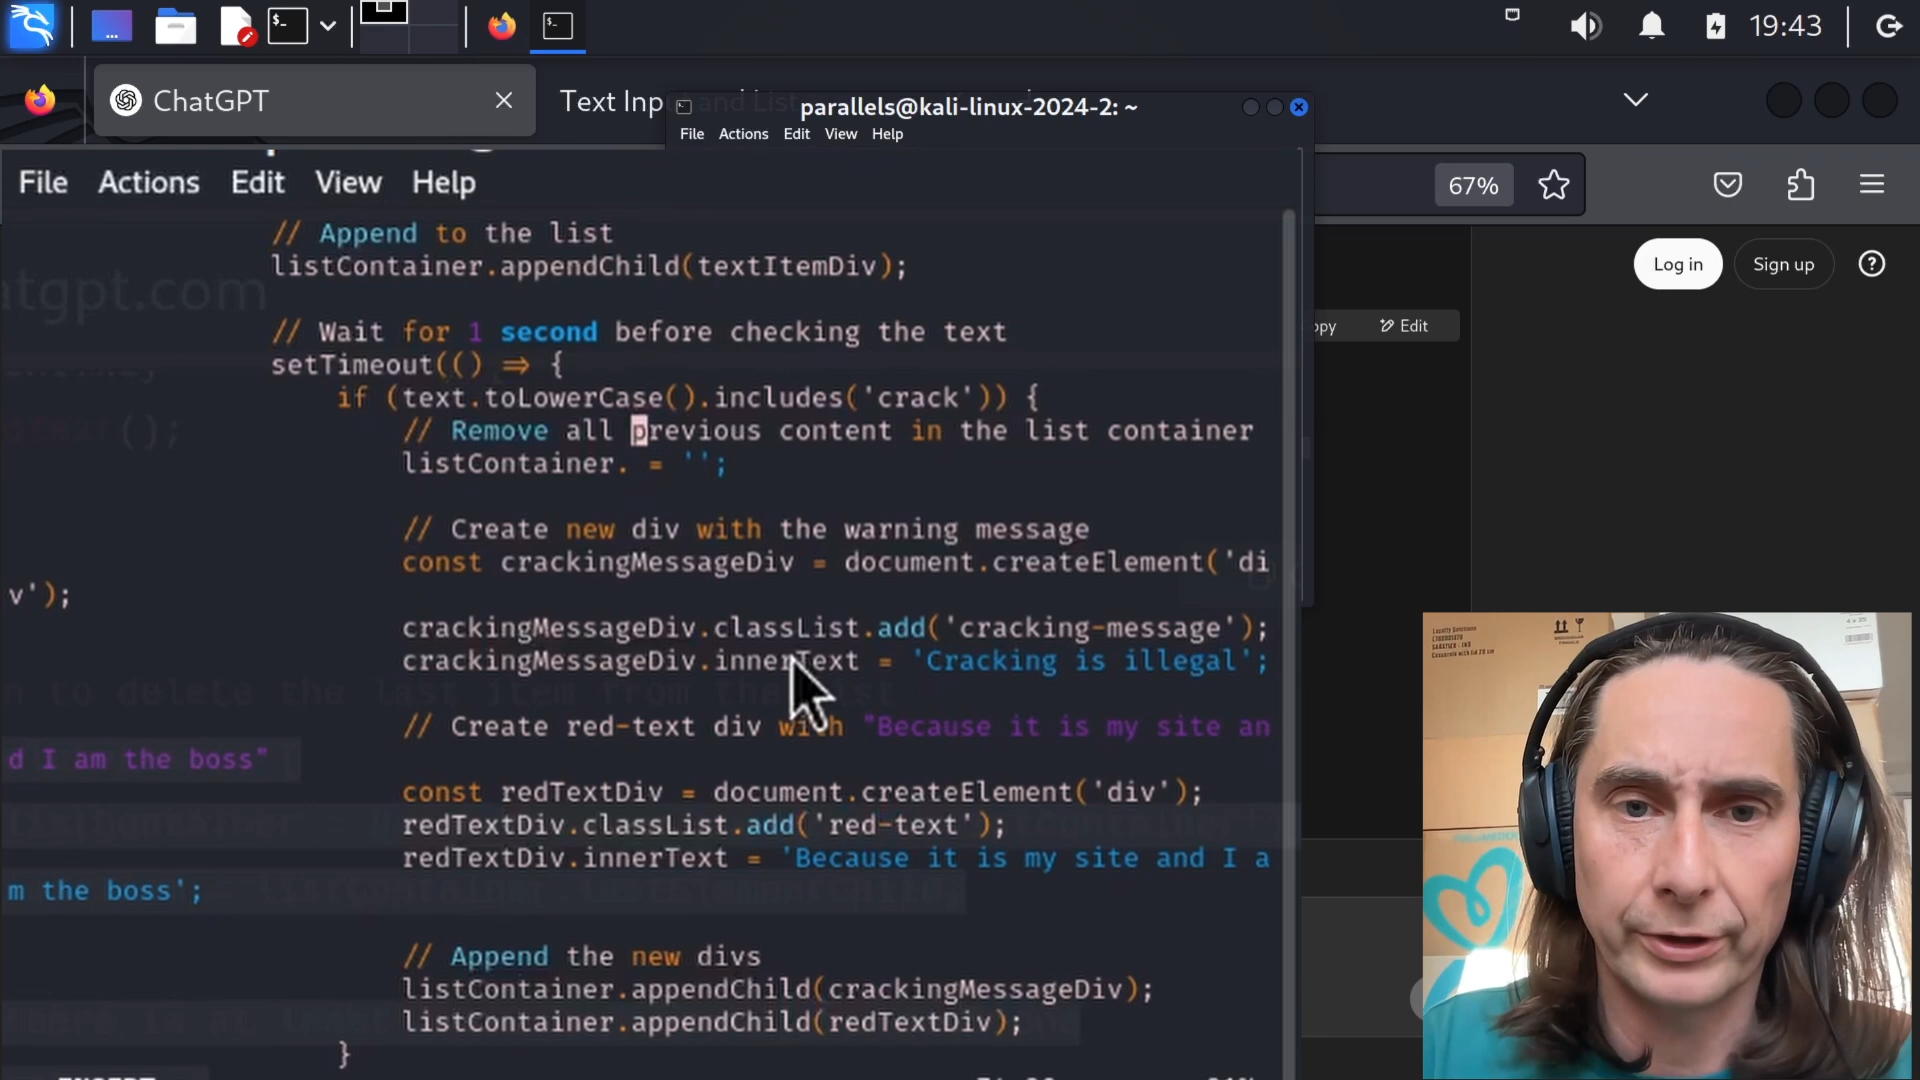 19:43
ChatGPT
Text Inp
parallels@kali-linux-2024-2: ~
File Actions Edit View Help
67%
File Actions Edit View Help
Log in
Sign up
opy
Edit
// Append to the list
listContainer.appendChild(textItemDiv);
// Wait for 1 second before checking the text
setTimeout(() => {
if (text.toLowerCase().includes('crack')) {
// Remove all previous content in the list container
listContainer. = '';
// Create new div with the warning message
const crackingMessageDiv = document.createElement('di
v');
crackingMessageDiv.classList.add('cracking-message');
crackingMessageDiv.innerText = 'Cracking is illegal';
// Create red-text div with "Because it is my site an
d I am the boss"
const redTextDiv = document.createElement('div');
redTextDiv.classList.add('red-text');
redTextDiv.innerText = 'Because it is my site and I a
m the boss';
// Append the new divs
listContainer.appendChild(crackingMessageDiv);
listContainer.appendChild(redTextDiv);
}